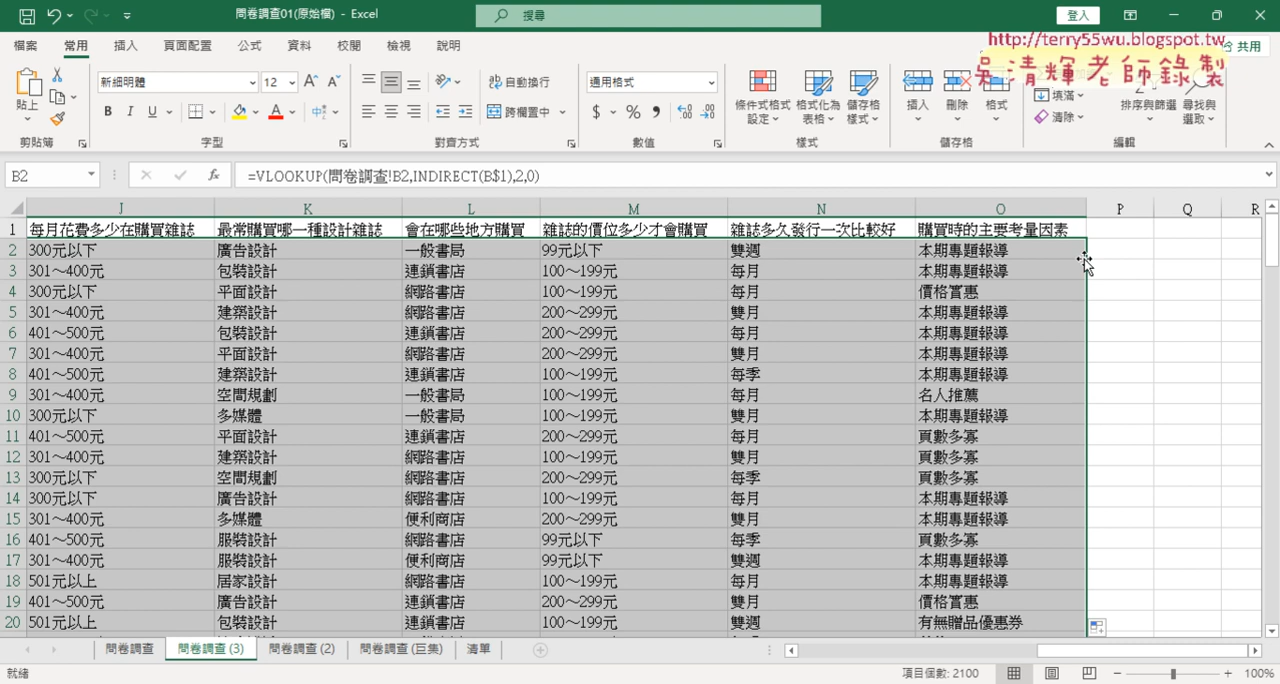 問卷調查01(原始檔) - Excel
搜尋
登入
http://terry55wu.blogspot.tw
吳清輝老師錄製
檔案 常用 插入 頁面配置 公式 資料 校閱 檢視 說明 共用
新細明體 12 自動換行 通用格式
貼上 B I U A 跨欄置中 $ % 條件式格式設定 格式化為表格 儲存格樣式 插入 刪除 格式 填滿 清除 排序與篩選 尋找與選取
剪貼簿 字型 對齊方式 數值 樣式 儲存格 編輯
B2 fx =VLOOKUP(問卷調查!B2,INDIRECT(B$1),2,0)
J K L M N O P Q R
1 每月花費多少在購買雜誌 最常購買哪一種設計雜誌 會在哪些地方購買 雜誌的價位多少才會購買 雜誌多久發行一次比較好 購買時的主要考量因素
2 300元以下 廣告設計 一般書局 99元以下 雙週 本期專題報導
3 301～400元 包裝設計 連鎖書店 100～199元 每月 本期專題報導
4 300元以下 平面設計 網路書店 100～199元 每月 價格實惠
5 301～400元 建築設計 網路書店 200～299元 雙月 本期專題報導
6 401～500元 包裝設計 連鎖書店 200～299元 每月 本期專題報導
7 301～400元 平面設計 網路書店 200～299元 雙月 本期專題報導
8 401～500元 建築設計 連鎖書店 100～199元 每季 本期專題報導
9 301～400元 空間規劃 一般書局 100～199元 每月 名人推薦
10 300元以下 多媒體 一般書局 100～199元 雙月 本期專題報導
11 401～500元 平面設計 連鎖書店 200～299元 每月 頁數多寡
12 301～400元 建築設計 網路書店 100～199元 雙月 頁數多寡
13 300元以下 空間規劃 網路書店 200～299元 每季 頁數多寡
14 300元以下 廣告設計 網路書店 100～199元 每月 本期專題報導
15 301～400元 多媒體 便利商店 200～299元 雙月 本期專題報導
16 401～500元 服裝設計 網路書店 99元以下 每季 頁數多寡
17 301～400元 服裝設計 便利商店 99元以下 雙週 本期專題報導
18 501元以上 居家設計 網路書店 100～199元 每月 本期專題報導
19 401～500元 廣告設計 連鎖書店 200～299元 雙月 價格實惠
20 501元以上 包裝設計 連鎖書店 100～199元 雙週 有無贈品優惠券
問卷調查 問卷調查 (3) 問卷調查 (2) 問卷調查 (巨集) 清單
就緒 項目個數: 2100 100%